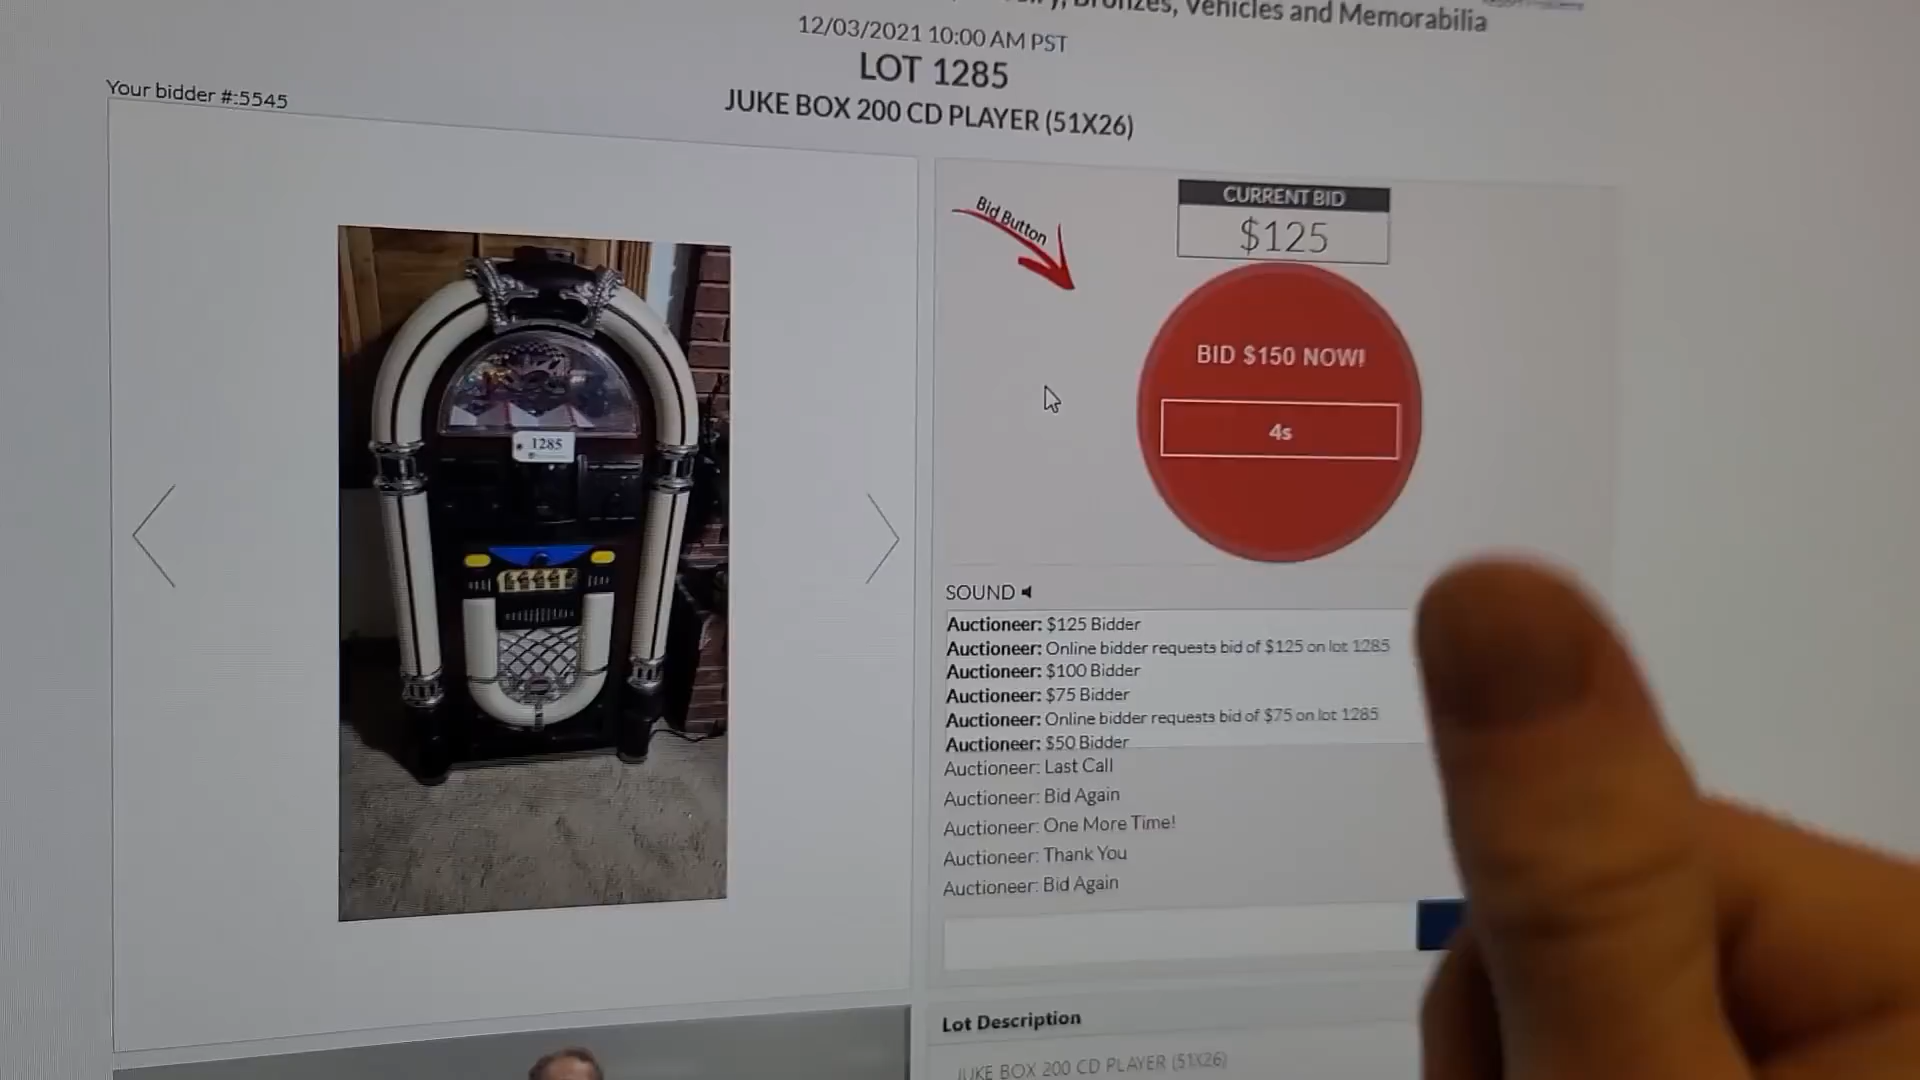 Bronzes, Vehicles and Memorabilia
12/03/2021 10:00 AM PST
LOT 1285
JUKE BOX 200 CD PLAYER (51X26)
Your bidder #:5545
1285
Bid Button
CURRENT BID
$125
BID $150 NOW!
4s
SOUND
Auctioneer: $125 Bidder
Auctioneer: Online bidder requests bid of $125 on lot 1285
Auctioneer: $100 Bidder
Auctioneer: $75 Bidder
Auctioneer: Online bidder requests bid of $75 on lot 1285
Auctioneer: $50 Bidder
Auctioneer: Last Call
Auctioneer: Bid Again
Auctioneer: One More Time!
Auctioneer: Thank You
Auctioneer: Bid Again
Lot Description
JUKE BOX 200 CD PLAYER (51X26)